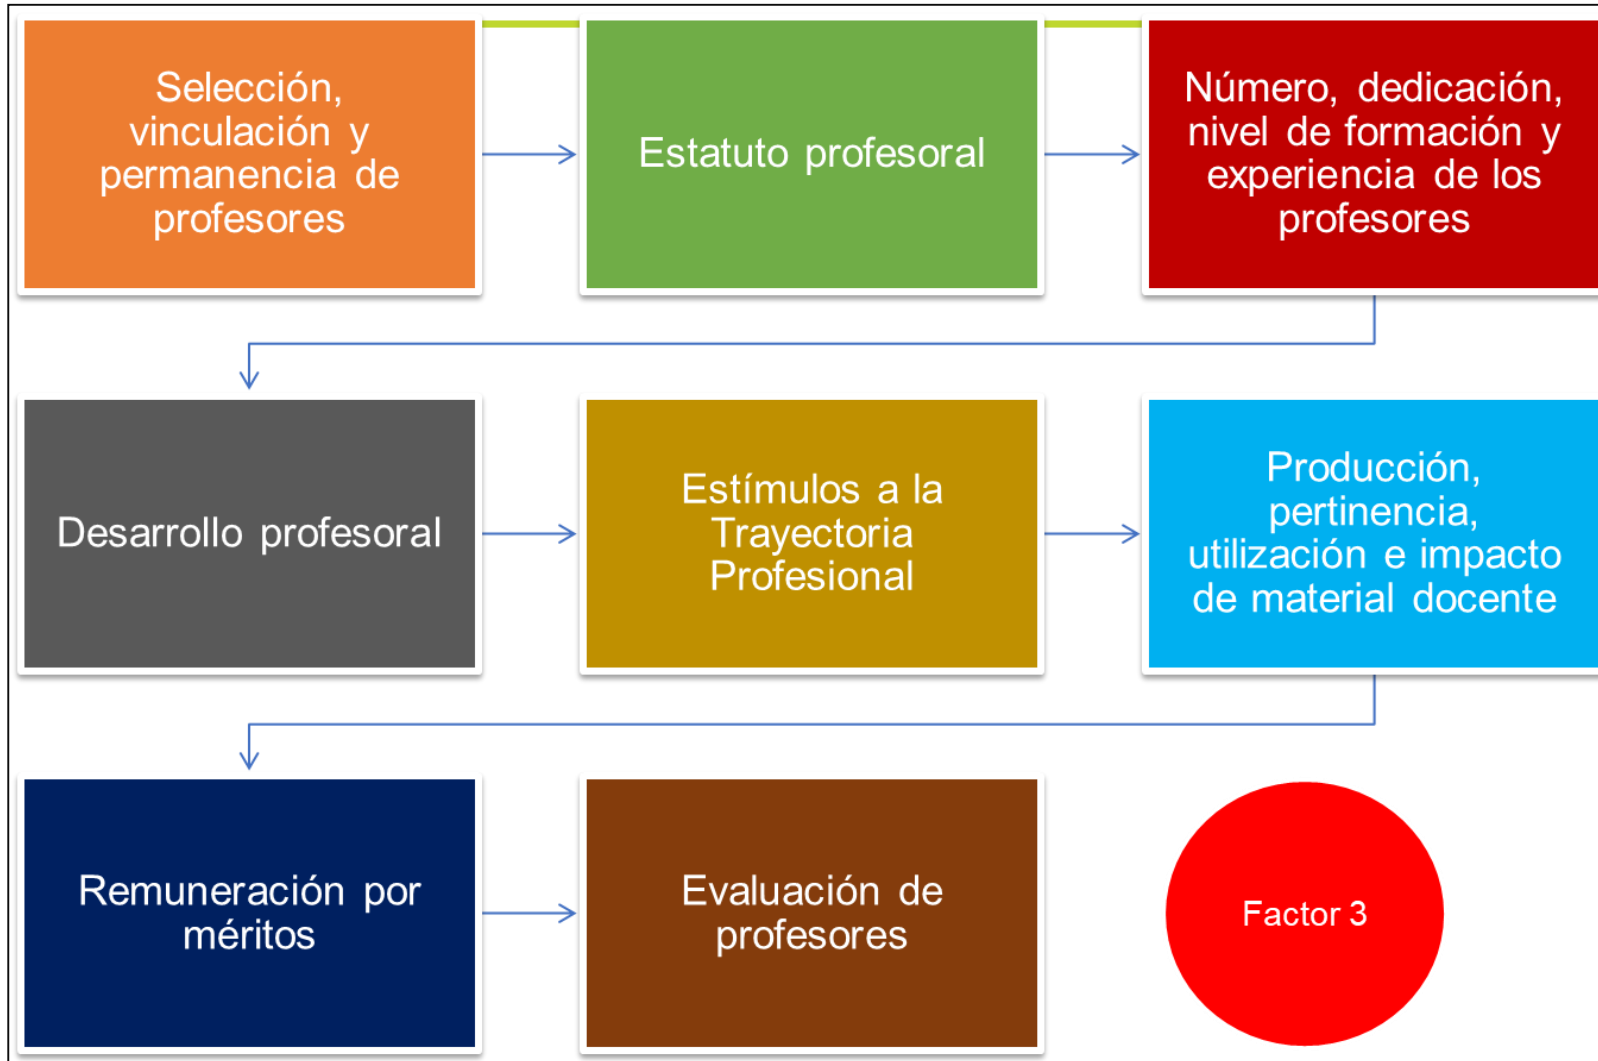 Selección,
vinculación y
permanencia de
profesores
Estatuto profesoral
Número, dedicación,
nivel de formación y
experiencia de los
profesores
Desarrollo profesoral
Estímulos a la
Trayectoria
Profesional
Producción,
pertinencia,
utilización e impacto
de material docente
Remuneración por
méritos
Evaluación de
profesores
Factor 3